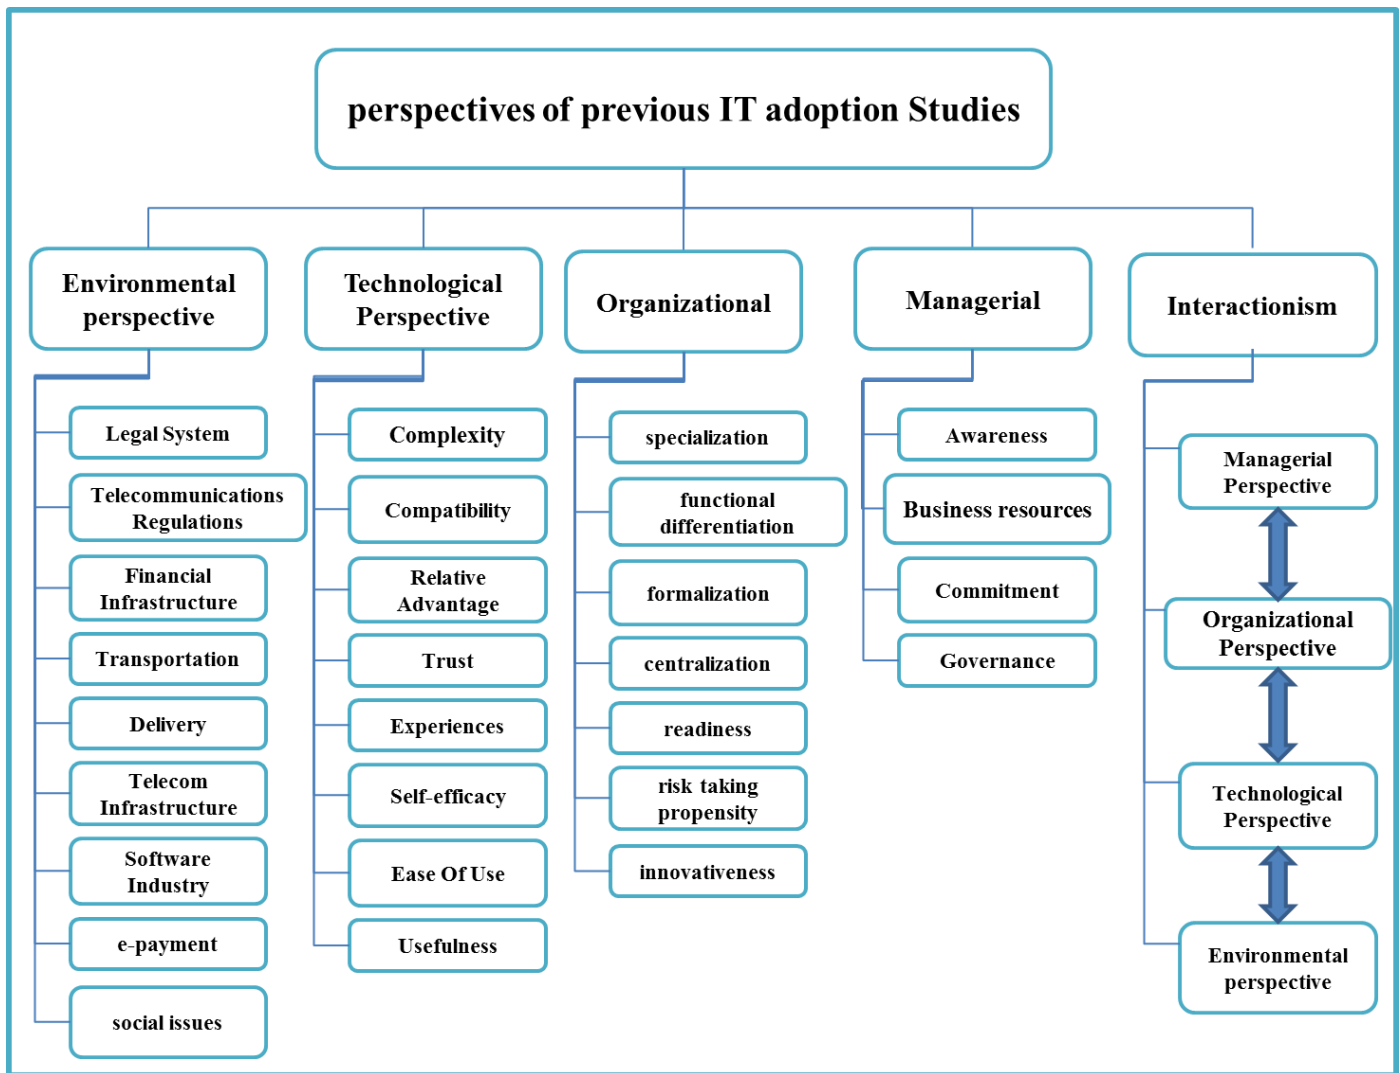 perspectives of previous IT adoption Studies
Environmental
perspective
Legal System
Telecommunications
Regulations
Financial
Infrastructure
Transportation
Delivery
Telecom
Infrastructure
Software
Industry
e-payment
social issues
Technological
Perspective
Complexity
Compatibility
Relative
Advantage
Trust
Experiences
Self-efficacy
Ease Of Use
Usefulness
Organizational
specialization
functional
differentiation
formalization
centralization
readiness
risk taking
propensity
innovativeness
Managerial
Awareness
Business resources
Commitment
Governance
Interactionism
Managerial
Perspective
Organizational
Perspective
Technological
Perspective
Environmental
perspective